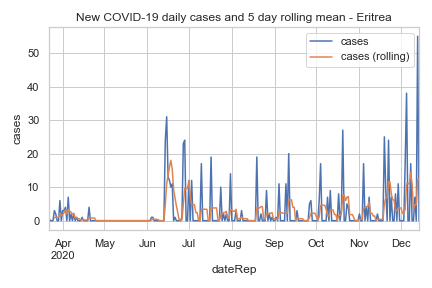 New COVID-19 daily cases and 5 day rolling mean - Eritrea
cases
cases (rolling)
50
40
30
20
10
0
cases
Apr
2020
May
Jun
Jul
Aug
Sep
Oct
Nov
Dec
dateRep